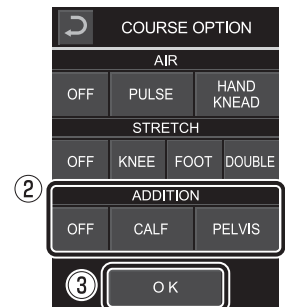 COURSE OPTION
AIR
OFF PULSE HAND KNEAD
STRETCH
OFF KNEE FOOT DOUBLE
② ADDITION
OFF CALF PELVIS
③ OK